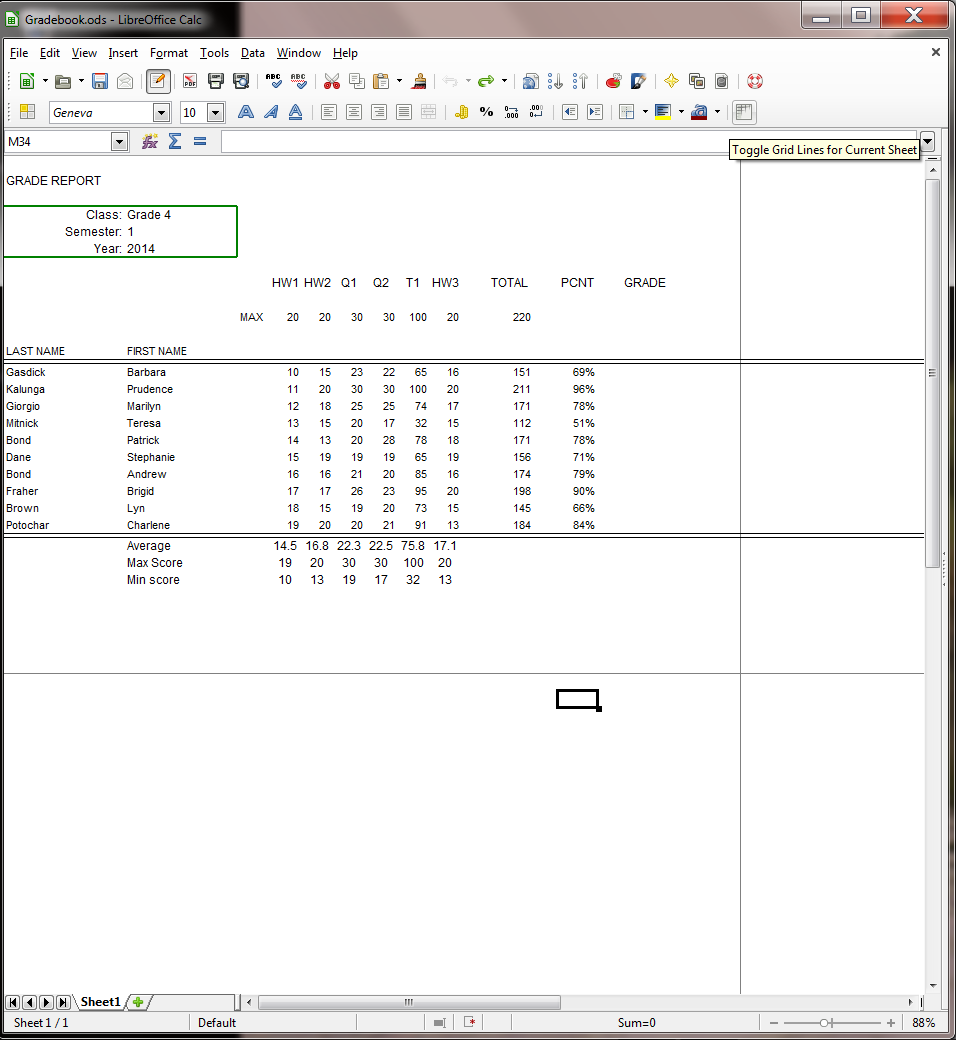 Gradebook.ods - LibreOffice Calc
File Edit View Insert Format Tools Data Window Help
Geneva 10
M34
Toggle Grid Lines for Current Sheet
GRADE REPORT
Class: Grade 4
Semester: 1
Year: 2014
HW1 HW2 Q1 Q2 T1 HW3 TOTAL PCNT GRADE
MAX 20 20 30 30 100 20 220
LAST NAME FIRST NAME
Gasdick Barbara 10 15 23 22 65 16 151 69%
Kalunga Prudence 11 20 30 30 100 20 211 96%
Giorgio Marilyn 12 18 25 25 74 17 171 78%
Mitnick Teresa 13 15 20 17 32 15 112 51%
Bond Patrick 14 13 20 28 78 18 171 78%
Dane Stephanie 15 19 19 19 65 19 156 71%
Bond Andrew 16 16 21 20 85 16 174 79%
Fraher Brigid 17 17 26 23 95 20 198 90%
Brown Lyn 18 15 19 20 73 15 145 66%
Potochar Charlene 19 20 20 21 91 13 184 84%
Average 14.5 16.8 22.3 22.5 75.8 17.1
Max Score 19 20 30 30 100 20
Min score 10 13 19 17 32 13
Sheet1
Sheet 1 / 1 Default Sum=0 88%